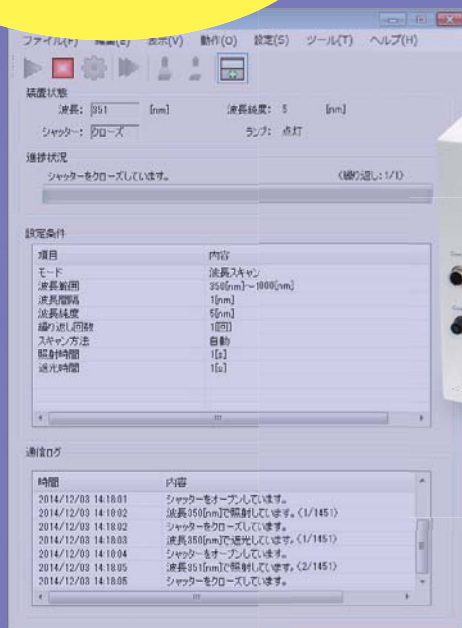 ファイル(F) 編集(E) 表示(V) 動作(O) 設定(S) ツール(T) ヘルプ(H)
装置状態
波長: 351 [nm] 波長純度: 5 [nm]
シャッター: クローズ ランプ: 点灯
進捗状況
シャッターをクローズしています。 (繰り返し:1/1)
設定条件
項目 内容
モード 波長スキャン
波長範囲 350[nm]～1000[nm]
波長間隔 1[nm]
波長純度 5[nm]
繰り返し回数 1[回]
スキャン方法 自動
照射時間 1[s]
遮光時間 1[s]
通信ログ
時間 内容
2014/12/03 14:18:01 シャッターをオープンしています。
2014/12/03 14:18:02 波長350[nm]で照射しています。(1/1451)
2014/12/03 14:18:02 シャッターをクローズしています。
2014/12/03 14:18:03 波長350[nm]で遮光しています。(1/1451)
2014/12/03 14:18:04 シャッターをオープンしています。
2014/12/03 14:18:05 波長351[nm]で照射しています。(2/1451)
2014/12/03 14:18:05 シャッターをクローズしています。